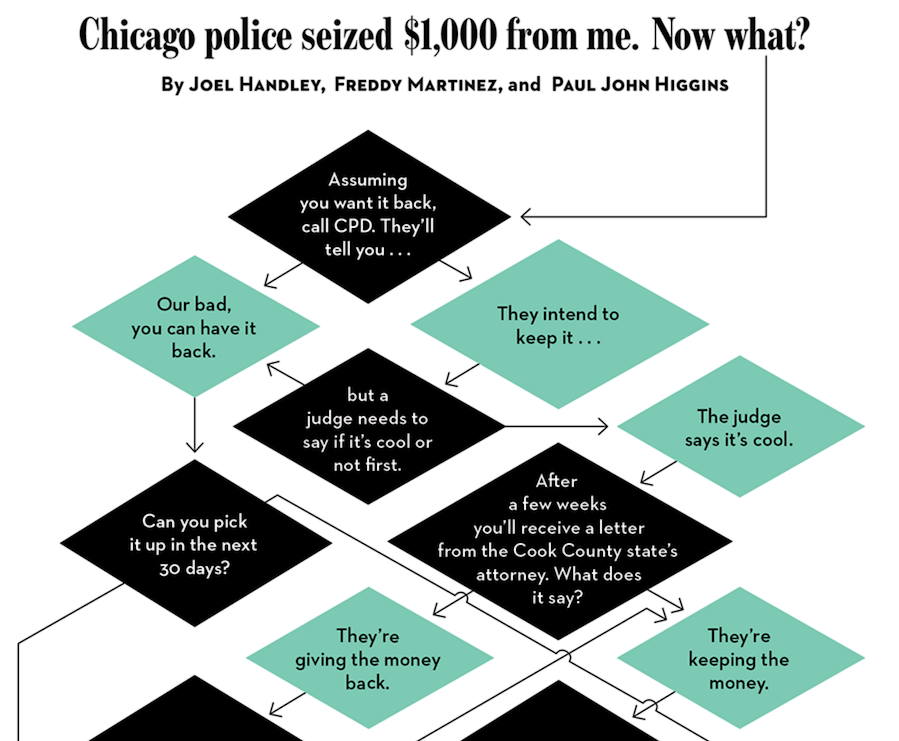 Chicago police seized $1,000 from me. Now what?
By JOEL HANDLEY, FREDDY MARTINEZ, and PAUL JOHN HIGGINS
Assuming
you want it back,
call CPD. They'll
tell you . . .
Our bad,
you can have it
back.
They intend to
keep it . . .
but a
judge needs to
say if it's cool or
not first.
The judge
says it's cool.
After
a few weeks
you'll receive a letter
from the Cook County state's
attorney. What does
it say?
Can you pick
it up in the next
30 days?
They're
giving the money
back.
They're
keeping the
money.